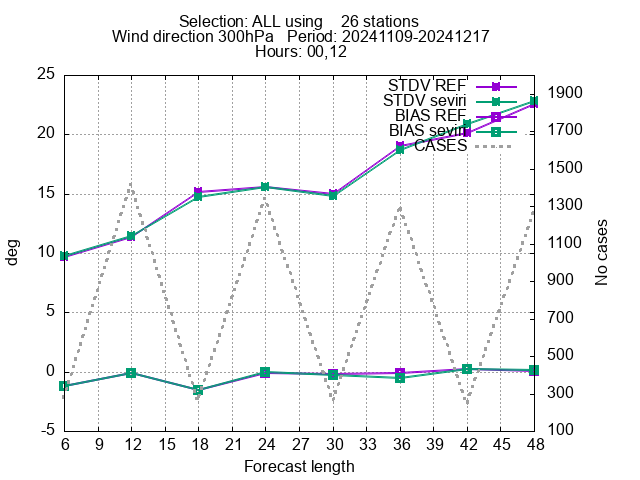 Selection: ALL using    26 stations
Wind direction 300hPa   Period: 20241109-20241217
Hours: 00,12
STDV REF
STDV seviri
BIAS REF
BIAS seviri
CASES
25
20
15
10
5
0
-5
deg
1900
1700
1500
1300
1100
900
700
500
300
100
No cases
6 9 12 15 18 21 24 27 30 33 36 39 42 45 48
Forecast length